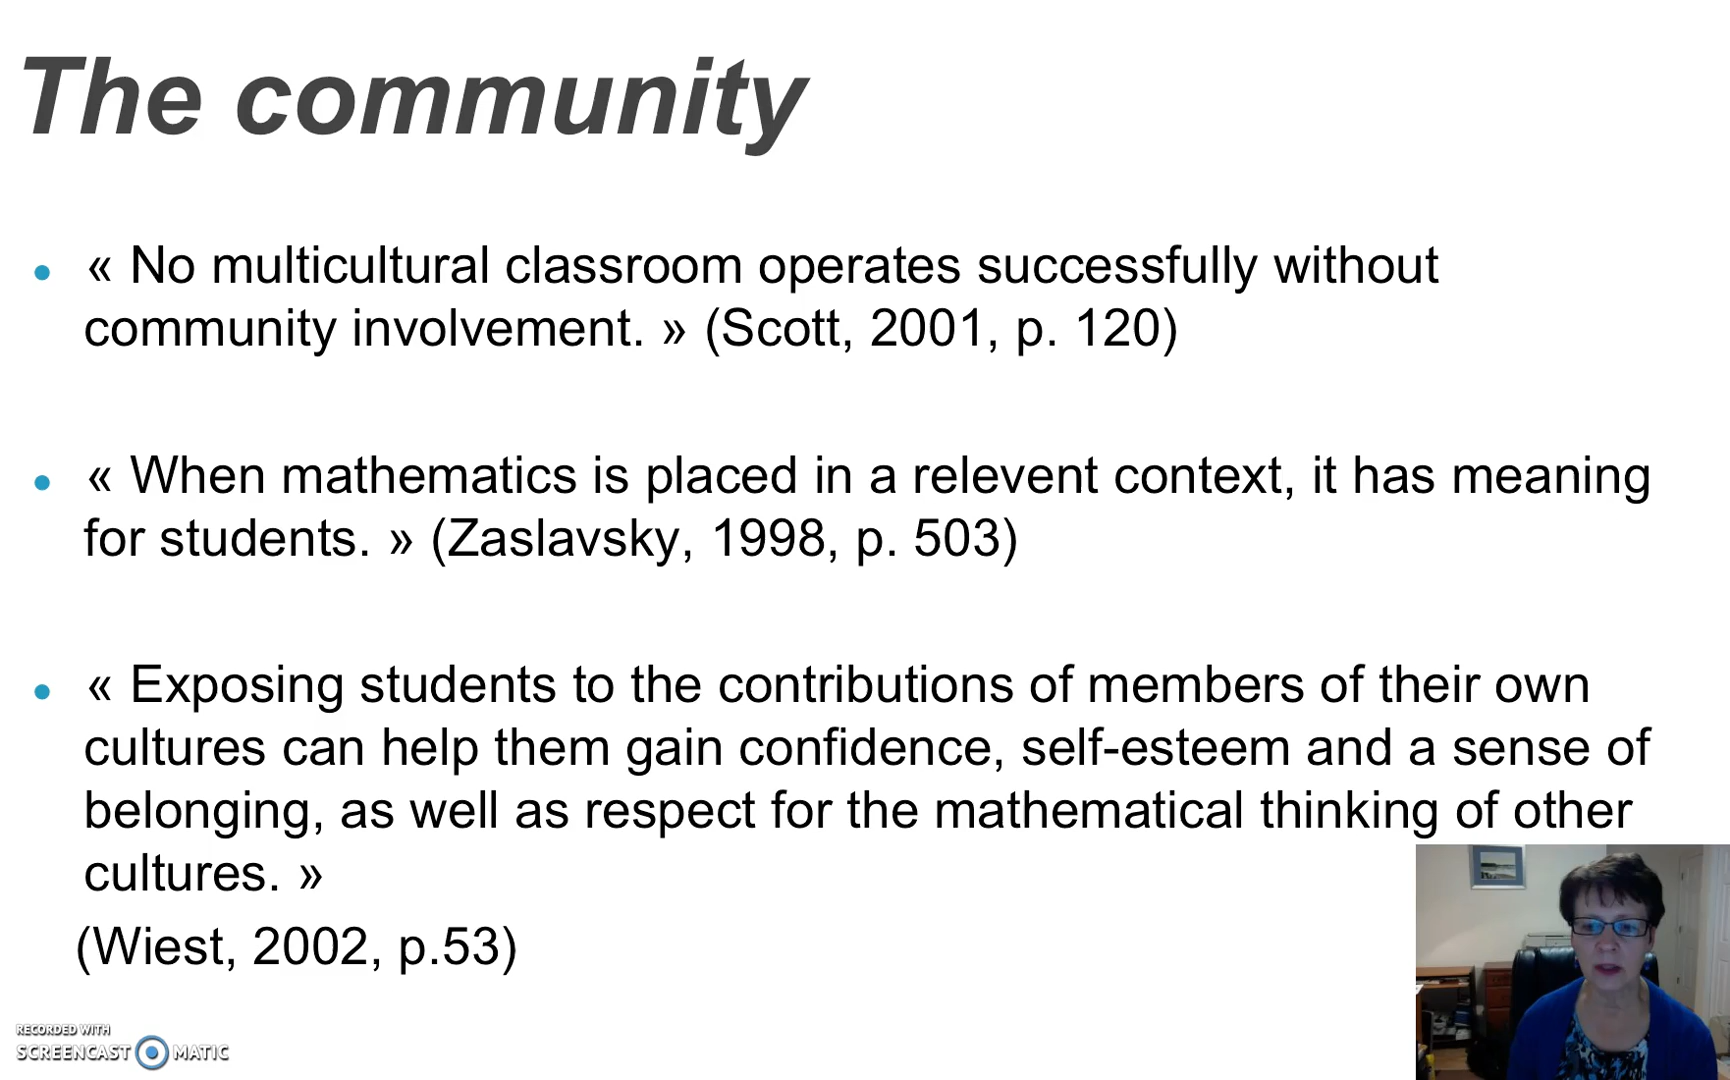 The community
• « No multicultural classroom operates successfully without
community involvement. » (Scott, 2001, p. 120)
• « When mathematics is placed in a relevent context, it has meaning
for students. » (Zaslavsky, 1998, p. 503)
• « Exposing students to the contributions of members of their own
cultures can help them gain confidence, self-esteem and a sense of
belonging, as well as respect for the mathematical thinking of other
cultures. »
(Wiest, 2002, p.53)
RECORDED WITH
SCREENCAST MATIC